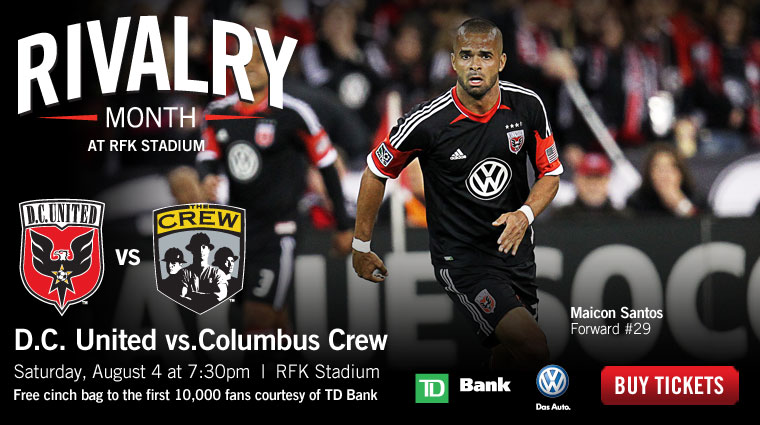 RIVALRY
MONTH
AT RFK STADIUM
D.C. UNITED
VS
THE
CREW
D.C. United vs.Columbus Crew
Saturday, August 4 at 7:30pm | RFK Stadium
Free cinch bag to the first 10,000 fans courtesy of TD Bank
Maicon Santos
Forward #29
TD Bank
Das Auto.
BUY TICKETS
adidas
SOC